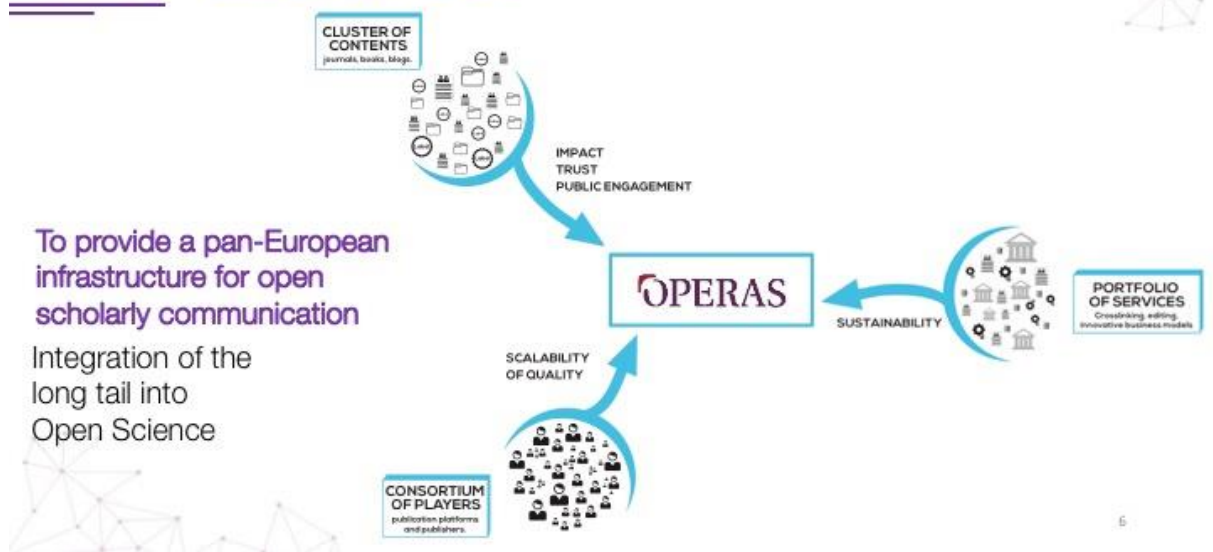 CLUSTER OF
CONTENTS
journals, books, blogs.
IMPACT
TRUST
PUBLIC ENGAGEMENT
To provide a pan-European
infrastructure for open
scholarly communication
Integration of the
long tail into
Open Science
OPERAS
SUSTAINABILITY
PORTFOLIO
OF SERVICES
Crosslinking, editing,
innovative business models
SCALABILITY
OF QUALITY
CONSORTIUM
OF PLAYERS
publication platforms
and publishers.
6